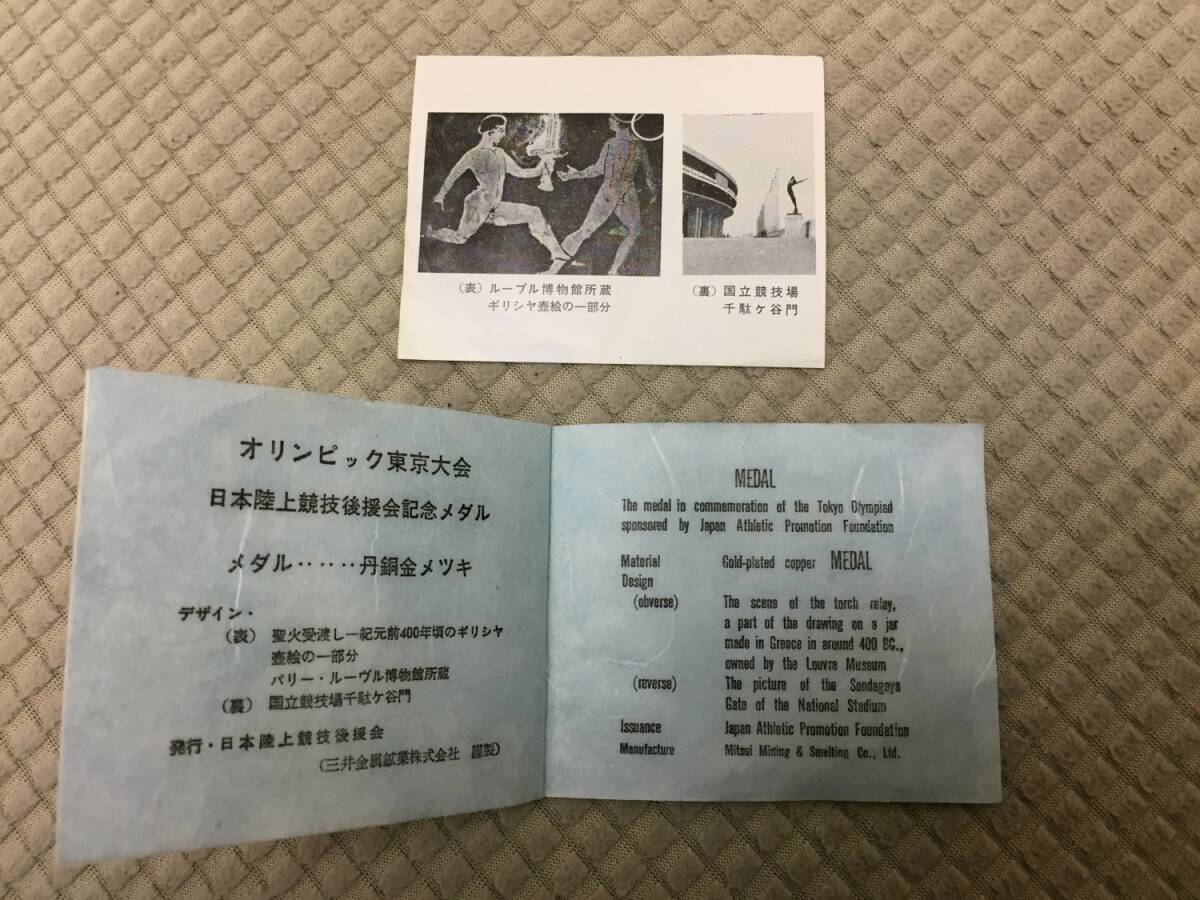 （表）ルーブル博物館所蔵
ギリシヤ壺絵の一部分
（裏）国立競技場
千駄ケ谷門
オリンピック東京大会
日本陸上競技後援会記念メダル
メダル‥‥‥丹銅金メツキ
デザイン・
（表） 聖火受渡し―紀元前400年頃のギリシヤ
壺絵の一部分
パリー・ルーヴル博物館所蔵
（裏） 国立競技場千駄ケ谷門
発行・日本陸上競技後援会
（三井金属鉱業株式会社 謹製）
MEDAL
The medal in commemoration of the Tokyo Olympiad
sponsored by Japan Athletic Promotion Foundation
Material Gold-plated copper MEDAL
Design
(obverse) The scene of the torch relay,
a part of the drawing on a jar
made in Greece in around 400 BC.,
owned by the Louvre Museum
(reverse) The picture of the Sendagaya
Gate of the National Stadium
Issuance Japan Athletic Promotion Foundation
Manufacture Mitsui Mining & Smelting Co., Ltd.